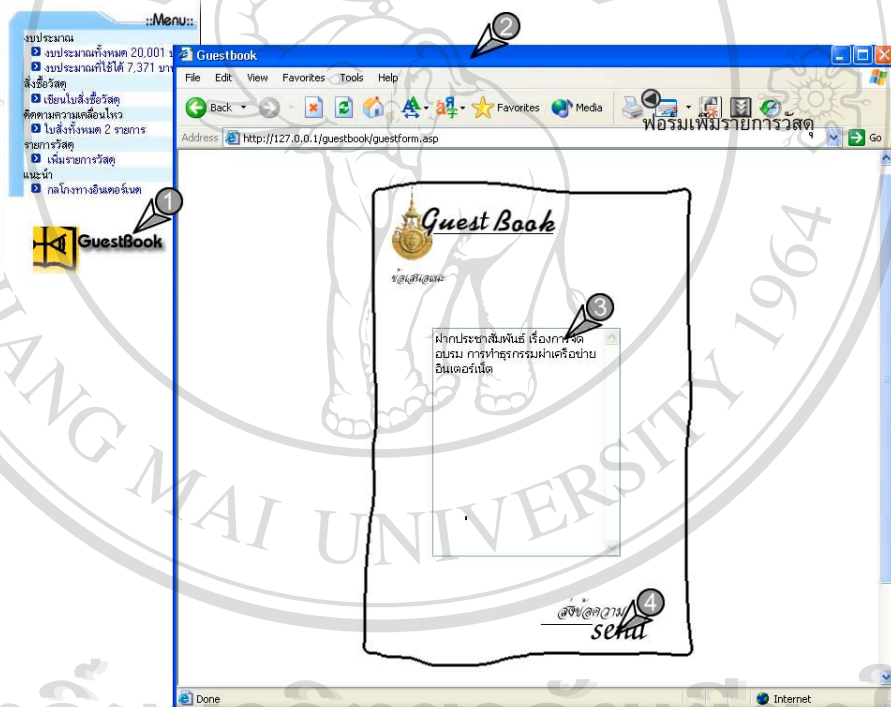 ::Menu::
งบประมาณ
งบประมาณทั้งหมด 20,001
งบประมาณที่ใช้ได้ 7,371 บาท
สั่งซื้อวัสดุ
เขียนใบสั่งซื้อวัสดุ
ติดตามความเคลื่อนไหว
ใบสั่งทั้งหมด 2 รายการ
รายการวัสดุ
เพิ่มรายการวัสดุ
แนะนำ
กลโกงทางอินเตอร์เนต
1
GuestBook
2
Guestbook
File Edit View Favorites Tools Help
Back Favorites Media
ฟอร์มเพิ่มรายการวัสดุ
Address http://127.0.0.1/guestbook/guestform.asp Go
Guest Book
ข้อเสนอแนะ
3
ฝากประชาสัมพันธ์ เรื่องการจัด
อบรม การทำธุรกรรมผ่าเครือข่าย
อินเตอร์เน็ต
ส่งข้อความ
4
send
Done Internet
MAI UNIVERSITY 1964